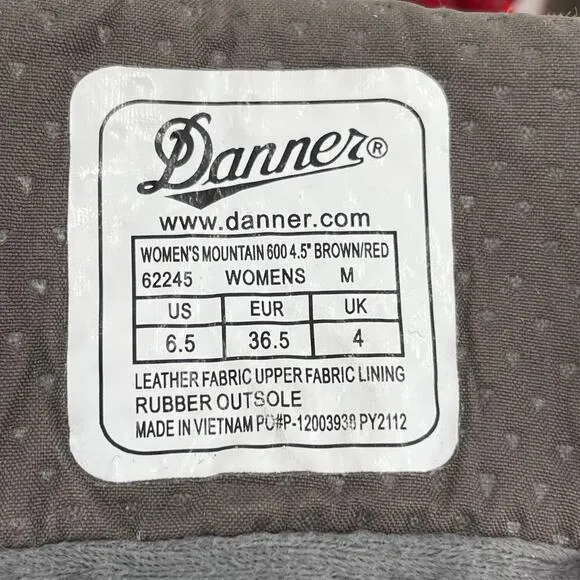 Danner®
www.danner.com
WOMEN'S MOUNTAIN 600 4.5" BROWN/RED
62245 WOMENS M
US EUR UK
6.5 36.5 4
LEATHER FABRIC UPPER FABRIC LINING
RUBBER OUTSOLE
MADE IN VIETNAM PO#P-12003938 PY2112